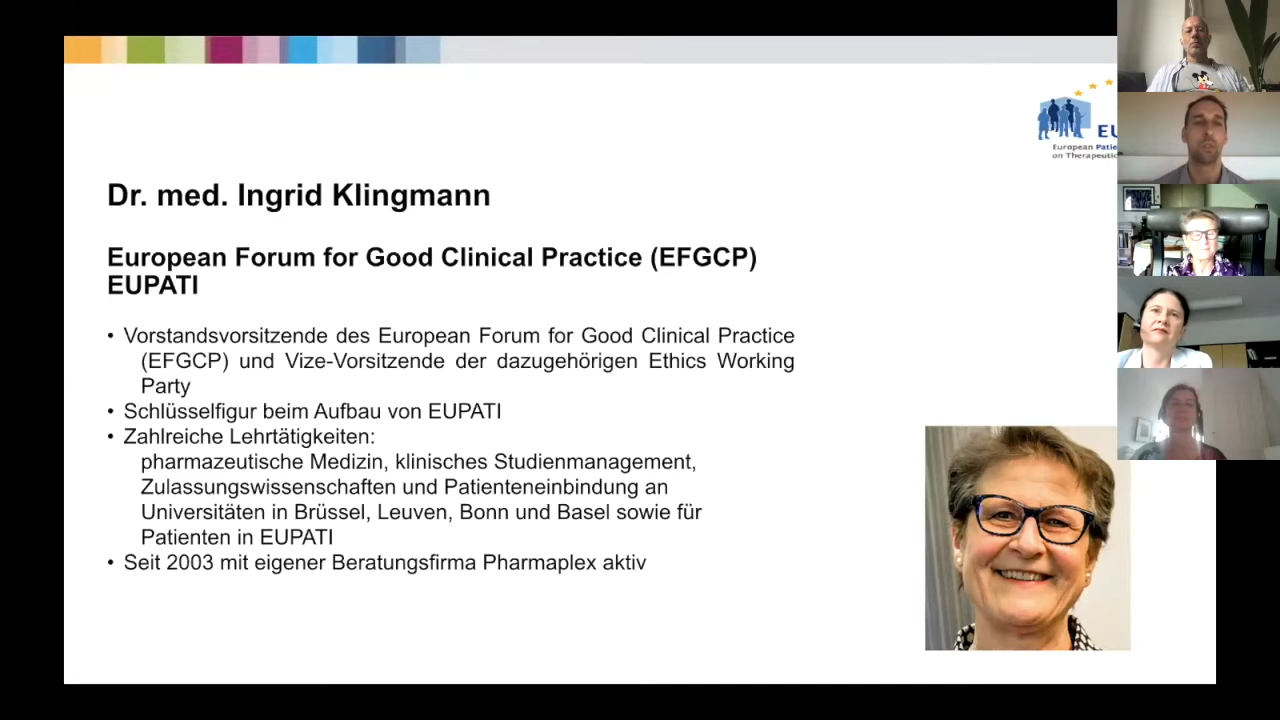 EU
European Patie
on Therapeutic
Dr. med. Ingrid Klingmann
European Forum for Good Clinical Practice (EFGCP)
EUPATI
• Vorstandsvorsitzende des European Forum for Good Clinical Practice
(EFGCP) und Vize-Vorsitzende der dazugehörigen Ethics Working
Party
• Schlüsselfigur beim Aufbau von EUPATI
• Zahlreiche Lehrtätigkeiten:
pharmazeutische Medizin, klinisches Studienmanagement,
Zulassungswissenschaften und Patienteneinbindung an
Universitäten in Brüssel, Leuven, Bonn und Basel sowie für
Patienten in EUPATI
• Seit 2003 mit eigener Beratungsfirma Pharmaplex aktiv